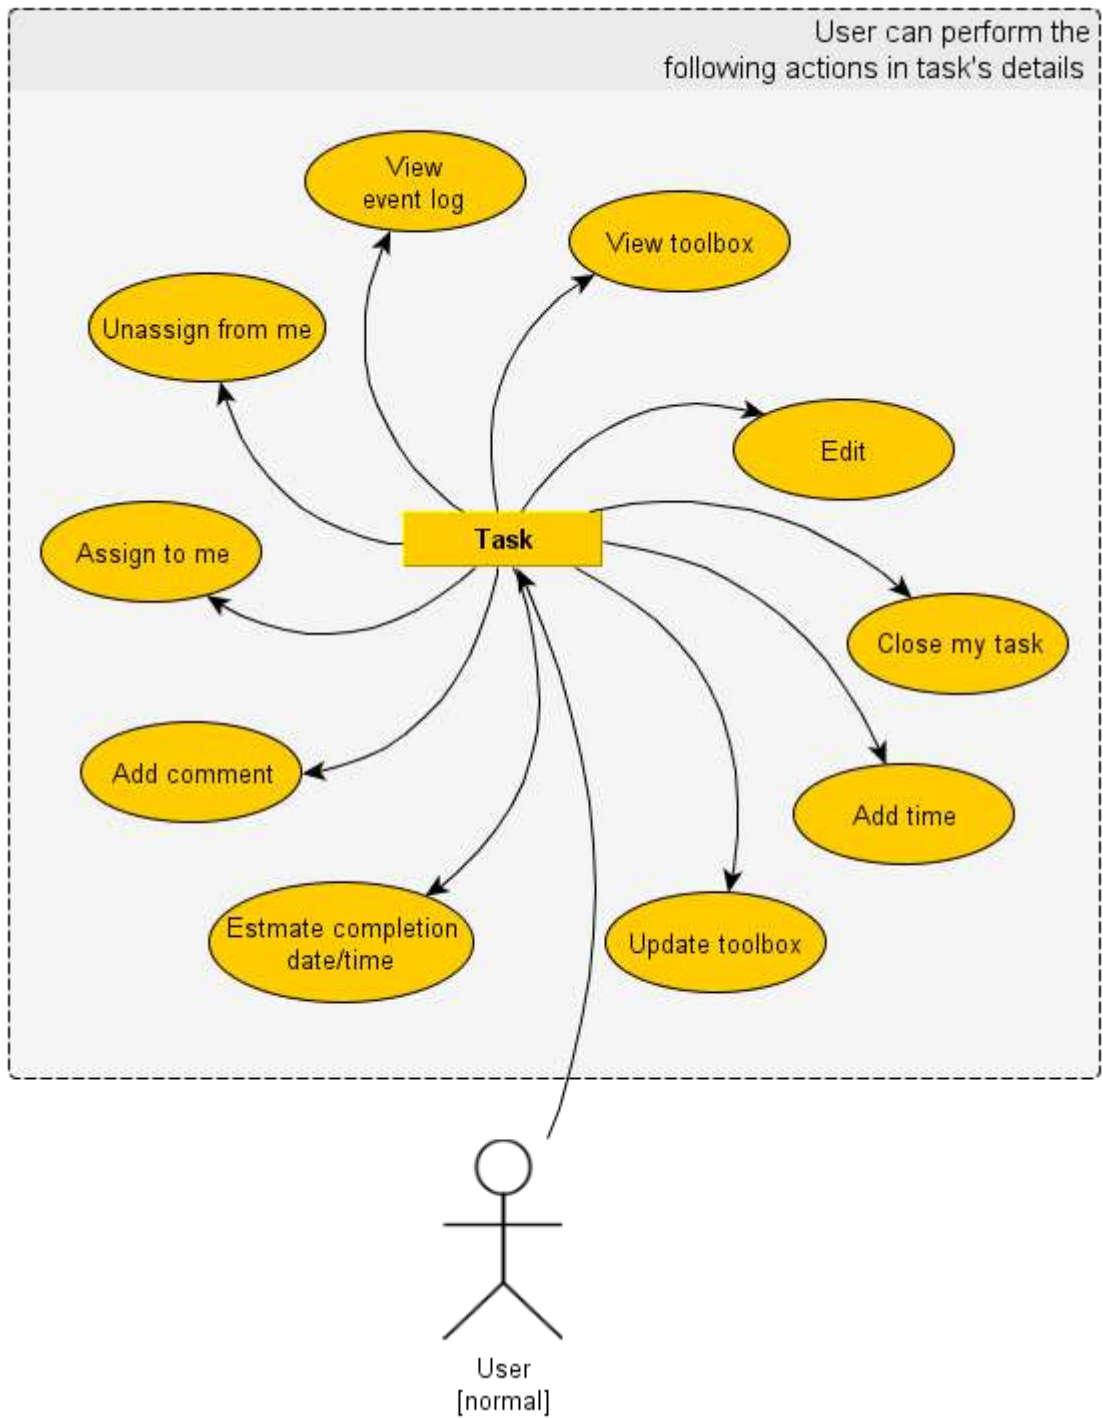 User can perform the
following actions in task's details
View
event log
View toolbox
Unassign from me
Edit
Task
Assign to me
Close my task
Add comment
Add time
Estmate completion
date/time
Update toolbox
User
[normal]